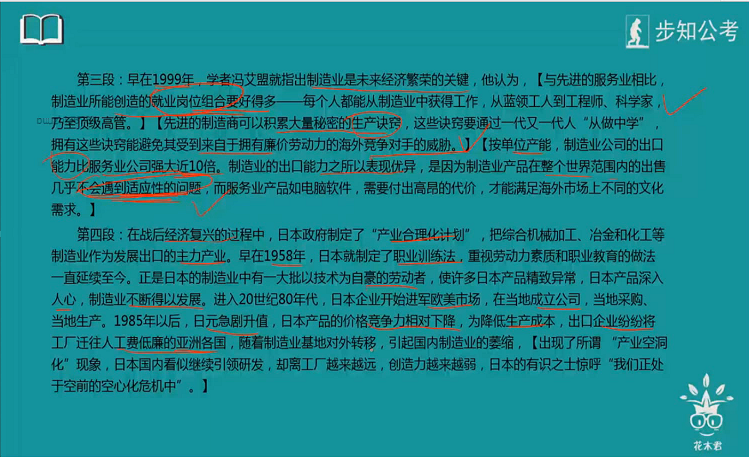 步知公考
第三段：早在1999年，学者冯艾盟就指出制造业是未来经济繁荣的关键，他认为，【与先进的服务业相比，
制造业所能创造的就业岗位组合要好得多——每个人都能从制造业中获得工作，从蓝领工人到工程师、科学家，
乃至顶级高管。】【先进的制造商可以积累大量秘密的生产诀窍，这些诀窍要通过一代又一代人“从做中学”，
拥有这些诀窍能避免其受到来自于拥有廉价劳动力的海外竞争对手的威胁。】【按单位产能，制造业公司的出口
能力比服务业公司强大近10倍。制造业的出口能力之所以表现优异，是因为制造业产品在整个世界范围内的出售
几乎不会遇到适应性的问题，而服务业产品如电脑软件，需要付出高昂的代价，才能满足海外市场上不同的文化
需求。】
第四段：在战后经济复兴的过程中，日本政府制定了“产业合理化计划”，把综合机械加工、冶金和化工等
制造业作为发展出口的主力产业。早在1958年，日本就制定了职业训练法，重视劳动力素质和职业教育的做法
一直延续至今。正是日本的制造业中有一大批以技术为自豪的劳动者，使许多日本产品精致异常，日本产品深入
人心，制造业不断得以发展。进入20世纪80年代，日本企业开始进军欧美市场，在当地成立公司，当地采购、
当地生产。1985年以后，日元急剧升值，日本产品的价格竞争力相对下降，为降低生产成本，出口企业纷纷将
工厂迁往人工费低廉的亚洲各国，随着制造业基地对外转移，引起国内制造业的萎缩，【出现了所谓“产业空洞
化”现象，日本国内看似继续引领研发，却离工厂越来越远，创造力越来越弱，日本的有识之士惊呼“我们正处
于空前的空心化危机中”。】
花木君